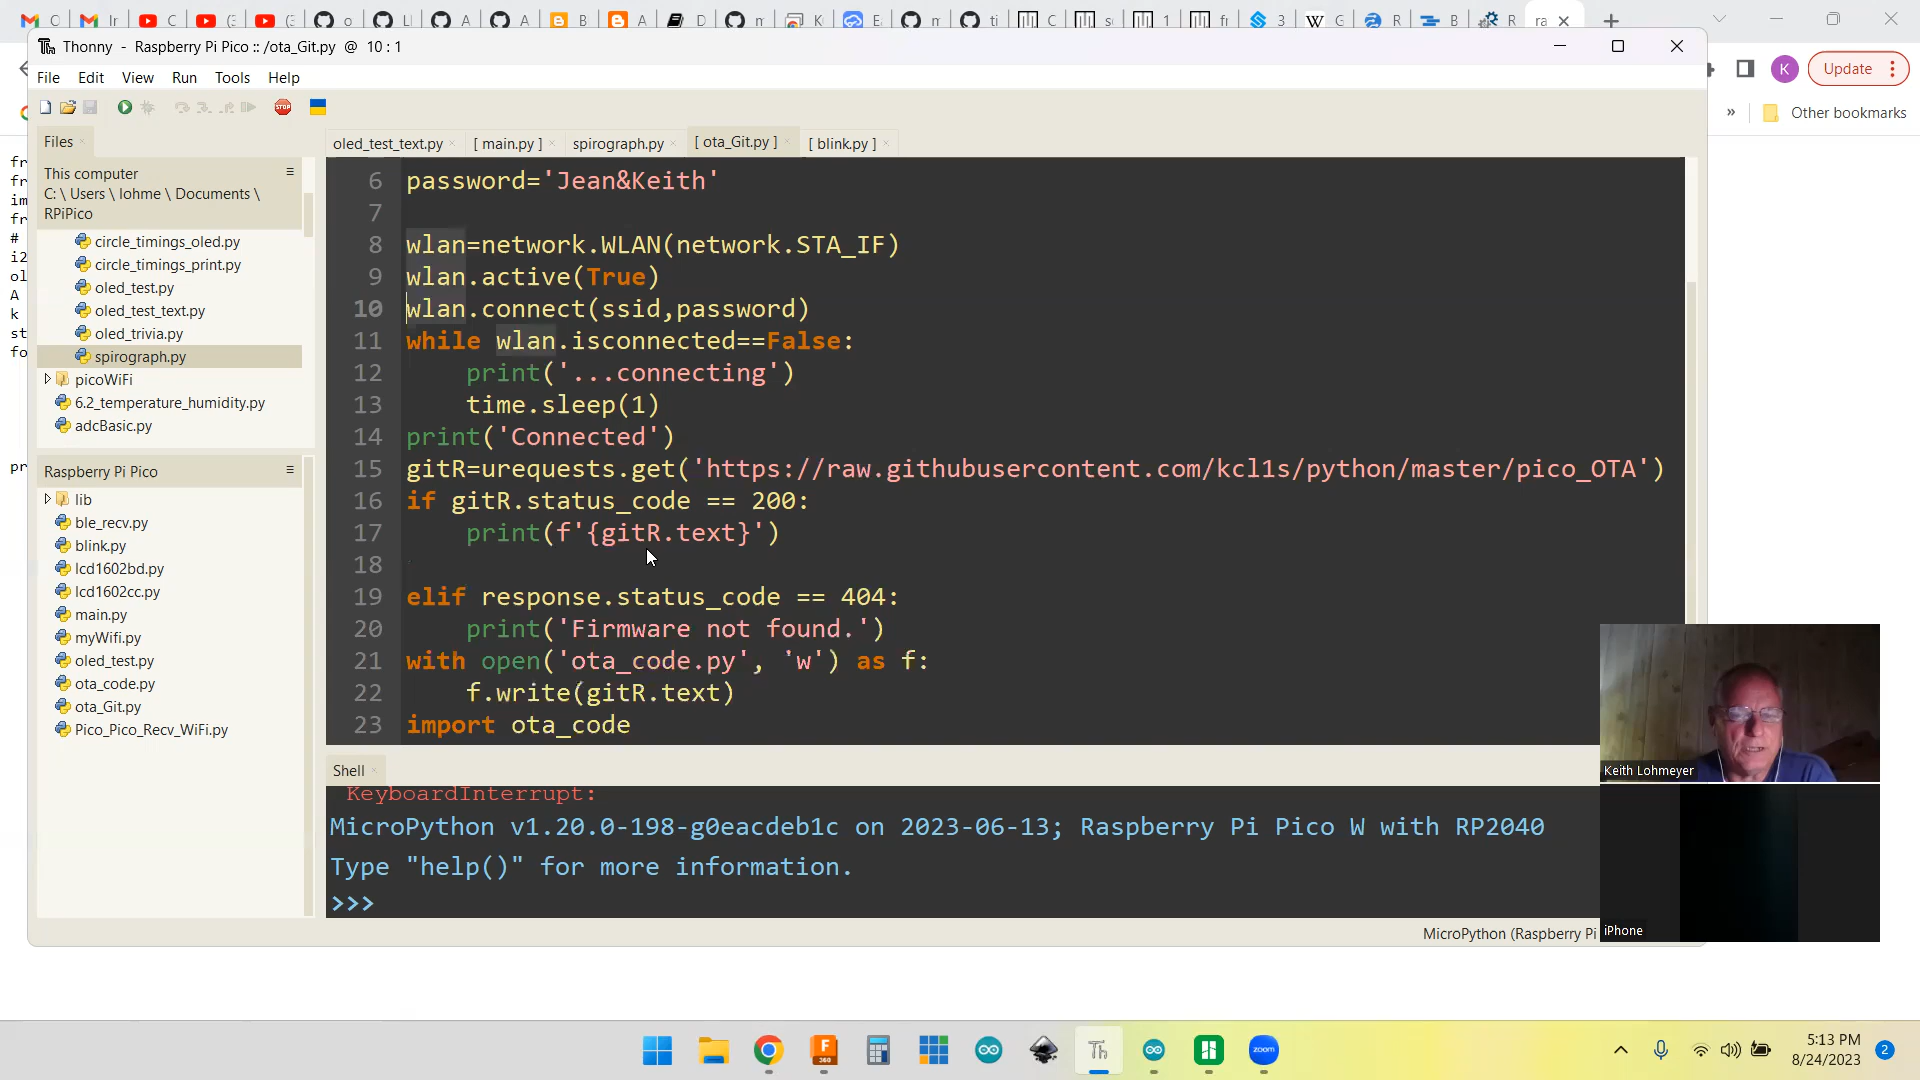 Thonny - Raspberry Pi Pico :: /ota_Git.py @ 10 : 1
File Edit View Run Tools Help
K Update
Other bookmarks
Files
This computer
C: \ Users \ lohme \ Documents \
RPiPico
circle_timings_oled.py
circle_timings_print.py
oled_test.py
oled_test_text.py
oled_trivia.py
spirograph.py
picoWiFi
6.2_temperature_humidity.py
adcBasic.py
Raspberry Pi Pico
lib
ble_recv.py
blink.py
lcd1602bd.py
lcd1602cc.py
main.py
myWifi.py
oled_test.py
ota_code.py
ota_Git.py
Pico_Pico_Recv_WiFi.py
oled_test_text.py [ main.py ] spirograph.py [ ota_Git.py ] [ blink.py ]
6 password='Jean&Keith'
7
8 wlan=network.WLAN(network.STA_IF)
9 wlan.active(True)
10 wlan.connect(ssid,password)
11 while wlan.isconnected==False:
12 print('...connecting')
13 time.sleep(1)
14 print('Connected')
15 gitR=urequests.get('https://raw.githubusercontent.com/kcl1s/python/master/pico_OTA')
16 if gitR.status_code == 200:
17 print(f'{gitR.text}')
18
19 elif response.status_code == 404:
20 print('Firmware not found.')
21 with open('ota_code.py', 'w') as f:
22 f.write(gitR.text)
23 import ota_code
Shell
KeyboardInterrupt:
MicroPython v1.20.0-198-g0eacdeb1c on 2023-06-13; Raspberry Pi Pico W with RP2040
Type "help()" for more information.
>>>
MicroPython (Raspberry Pi
Keith Lohmeyer
iPhone
5:13 PM
8/24/2023
2